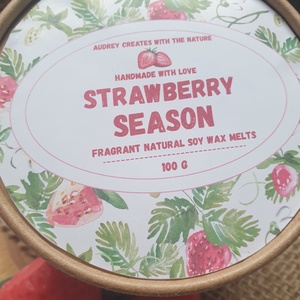 AUDREY CREATES WITH THE NATURE
HANDMADE WITH LOVE
STRAWBERRY
SEASON
FRAGRANT NATURAL SOY WAX MELTS
100 G